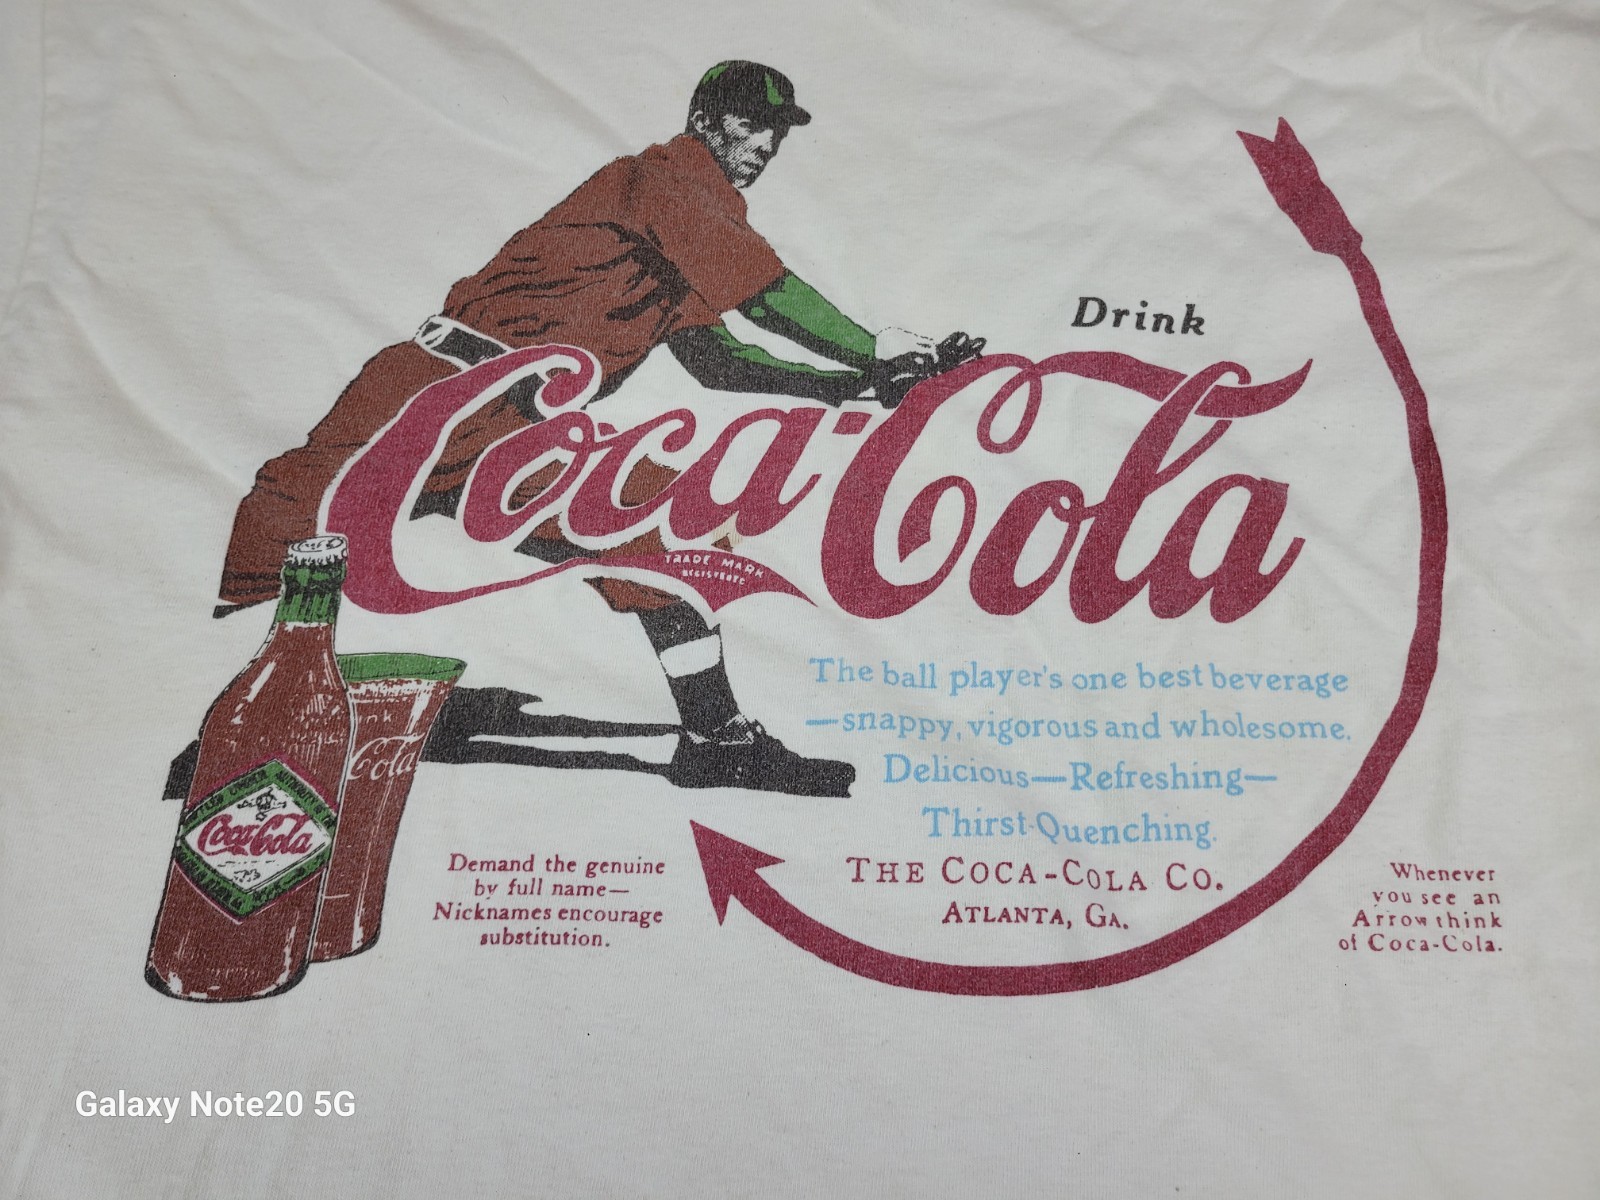 Drink
Coca-Cola
TRADE MARK
REGISTERED
The ball player's one best beverage
—snappy, vigorous and wholesome.
Delicious—Refreshing—
Thirst-Quenching.
THE COCA-COLA CO.
ATLANTA, GA.
Demand the genuine
by full name—
Nicknames encourage
substitution.
Whenever
you see an
Arrow think
of Coca-Cola.
Cola
Coca-Cola
Galaxy Note20 5G